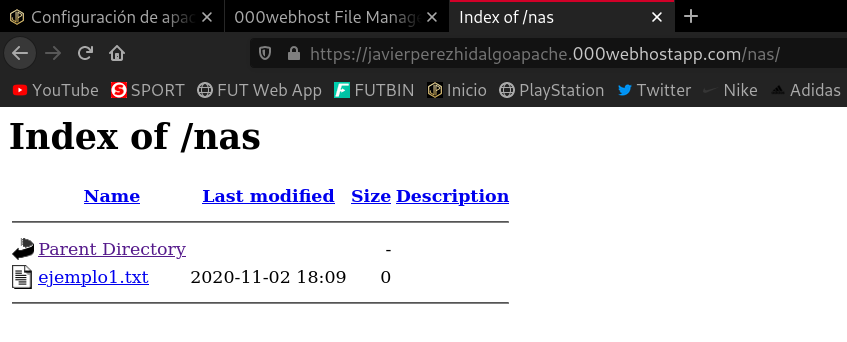 Configuración de apac
000webhost File Manage
Index of /nas
https://javierperezhidalgoapache.000webhostapp.com/nas/
YouTube SPORT FUT Web App FUTBIN Inicio PlayStation Twitter Nike Adidas
Index of /nas
Name Last modified Size Description
Parent Directory -
ejemplo1.txt 2020-11-02 18:09 0